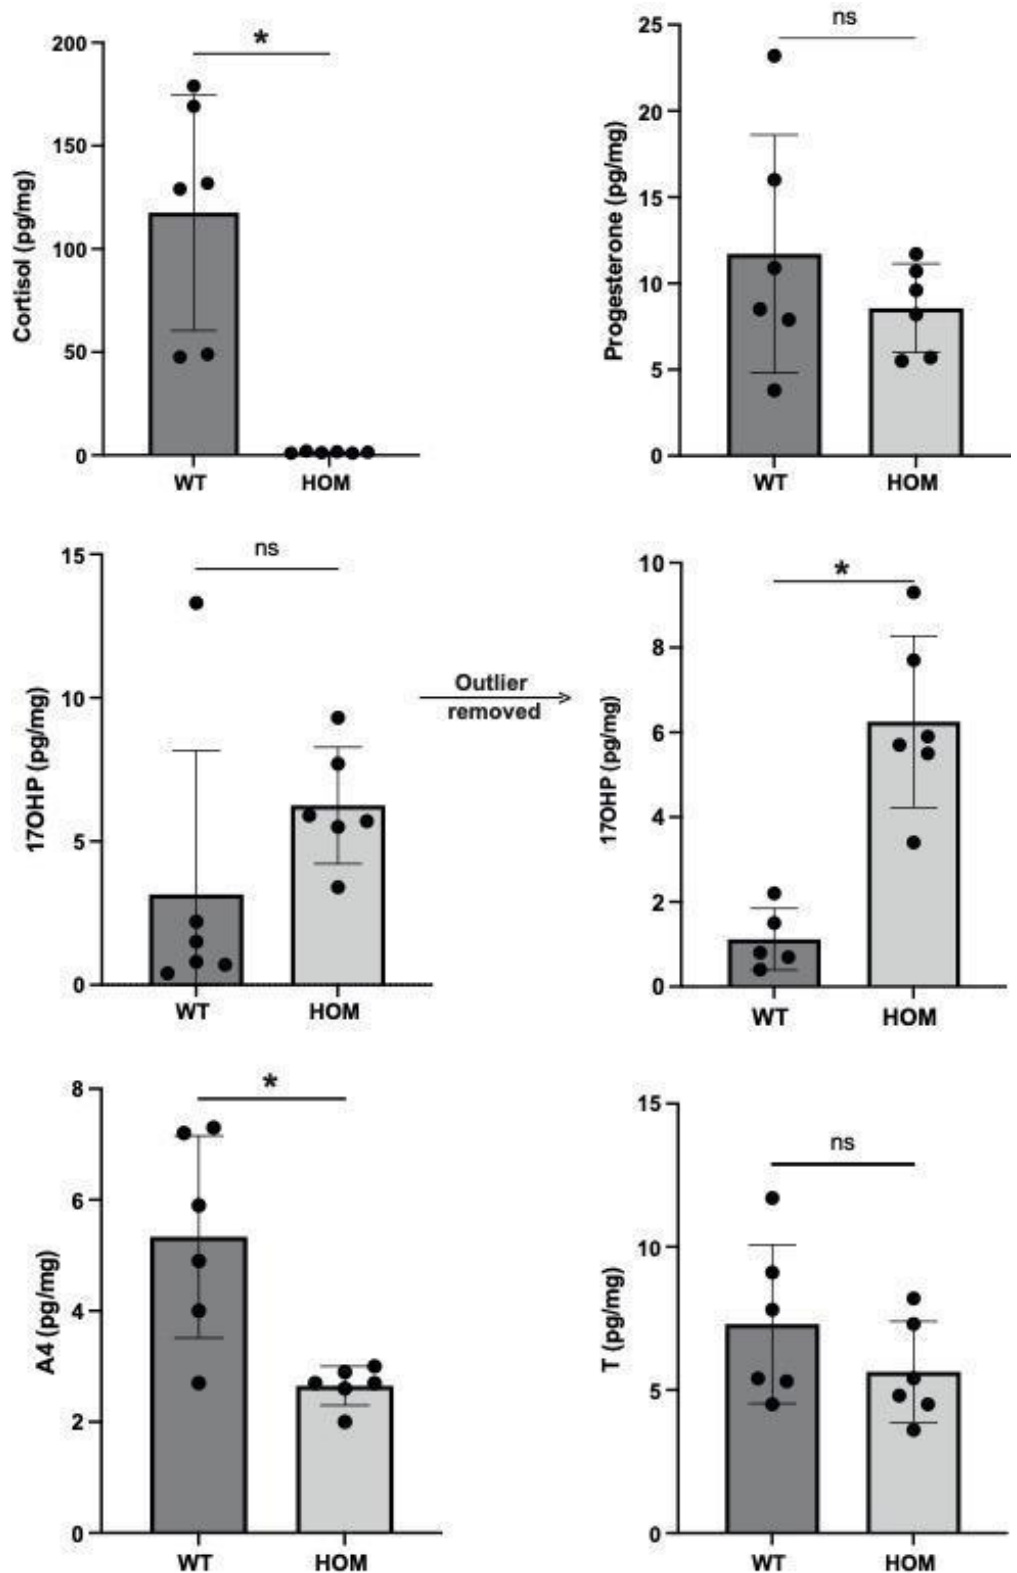 *
200
150
100
50
0
Cortisol (pg/mg)
WT
HOM
ns
25
20
15
10
5
0
Progesterone (pg/mg)
WT
HOM
ns
15
10
5
0
17OHP (pg/mg)
WT
HOM
Outlier
removed
*
10
8
6
4
2
0
17OHP (pg/mg)
WT
HOM
*
8
6
4
2
0
A4 (pg/mg)
WT
HOM
ns
15
10
5
0
T (pg/mg)
WT
HOM